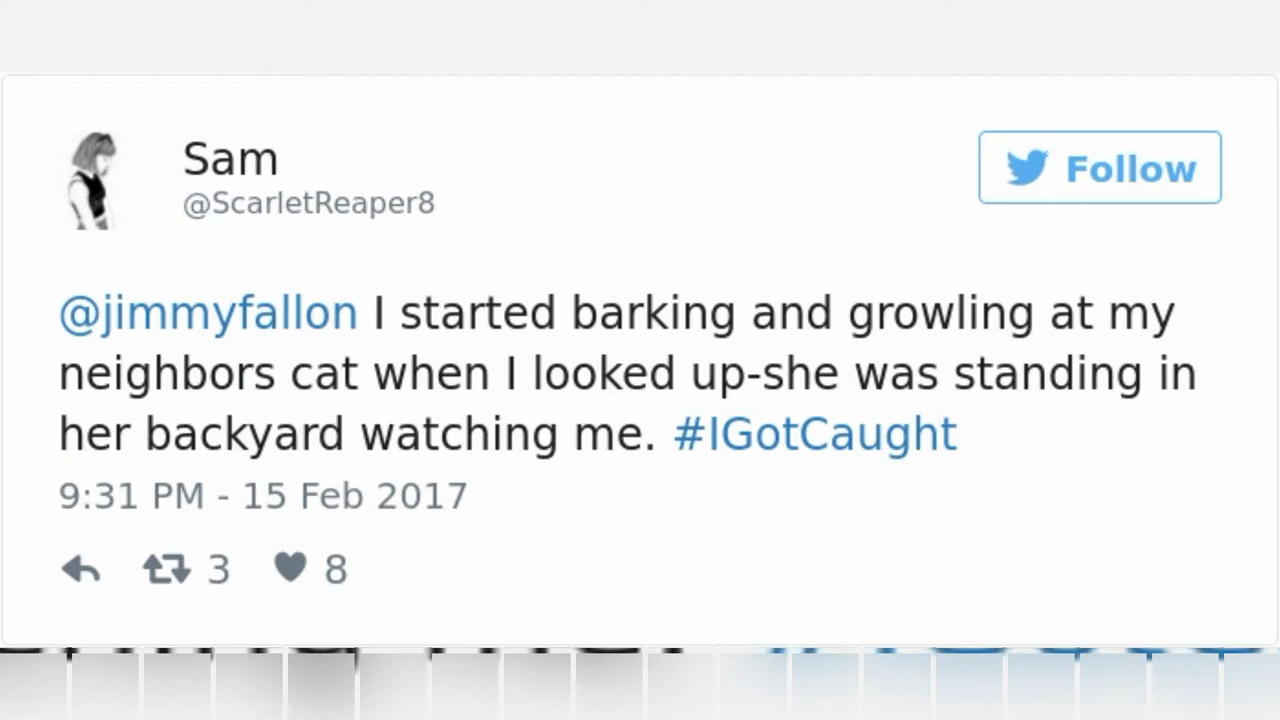 Sam
@ScarletReaper8
Follow
@jimmyfallon I started barking and growling at my
neighbors cat when I looked up-she was standing in
her backyard watching me. #IGotCaught
9:31 PM - 15 Feb 2017
3 8